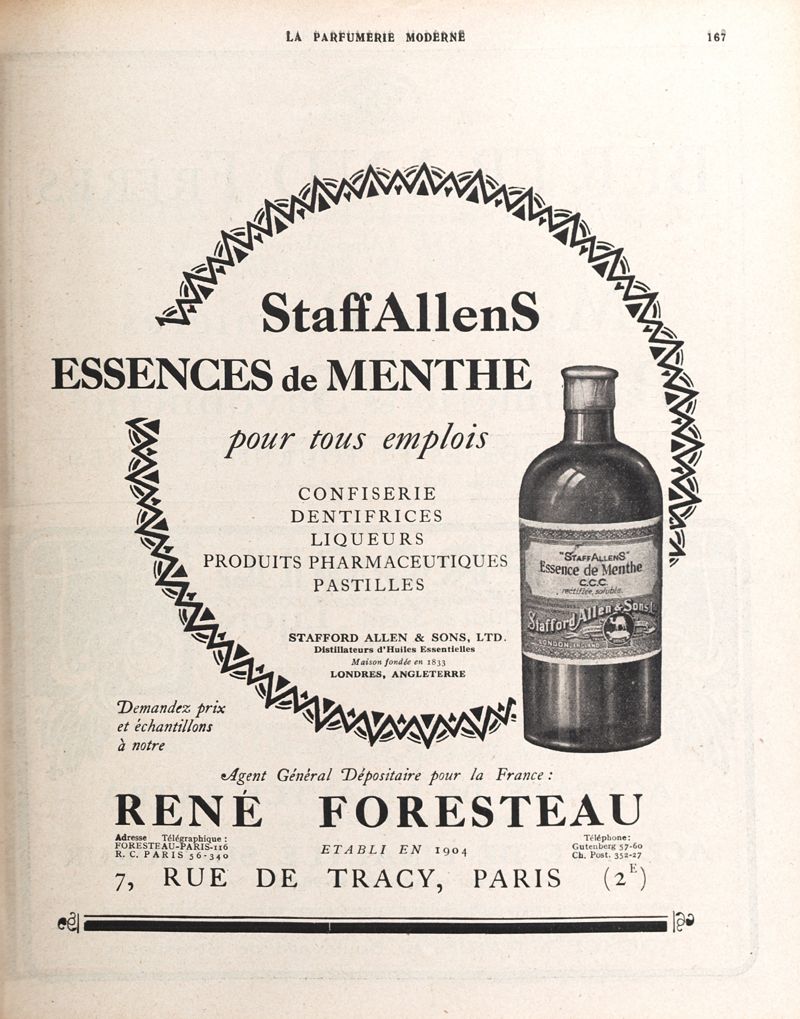 LA PARFUMERIE MODERNE
167
StaffAllenS
ESSENCES de MENTHE
pour tous emplois
CONFISERIE
DENTIFRICES
LIQUEURS
PRODUITS PHARMACEUTIQUES
PASTILLES
"STAFFALLENS"
Essence de Menthe
C.C.C.
rectifiée, soluble.
Stafford Allen & Sons Ld
LONDON, ENGLAND
STAFFORD ALLEN & SONS, LTD.
Distillateurs d'Huiles Essentielles
Maison fondée en 1833
LONDRES, ANGLETERRE
Demandez prix
et échantillons
à notre
Agent Général Dépositaire pour la France :
RENÉ FORESTEAU
Adresse Télégraphique :
FORESTEAU-PARIS-116
R. C. PARIS 56-340
ETABLI EN 1904
Téléphone :
Gutenberg 57-60
Ch. Post. 352-27
7, RUE DE TRACY, PARIS (2E)